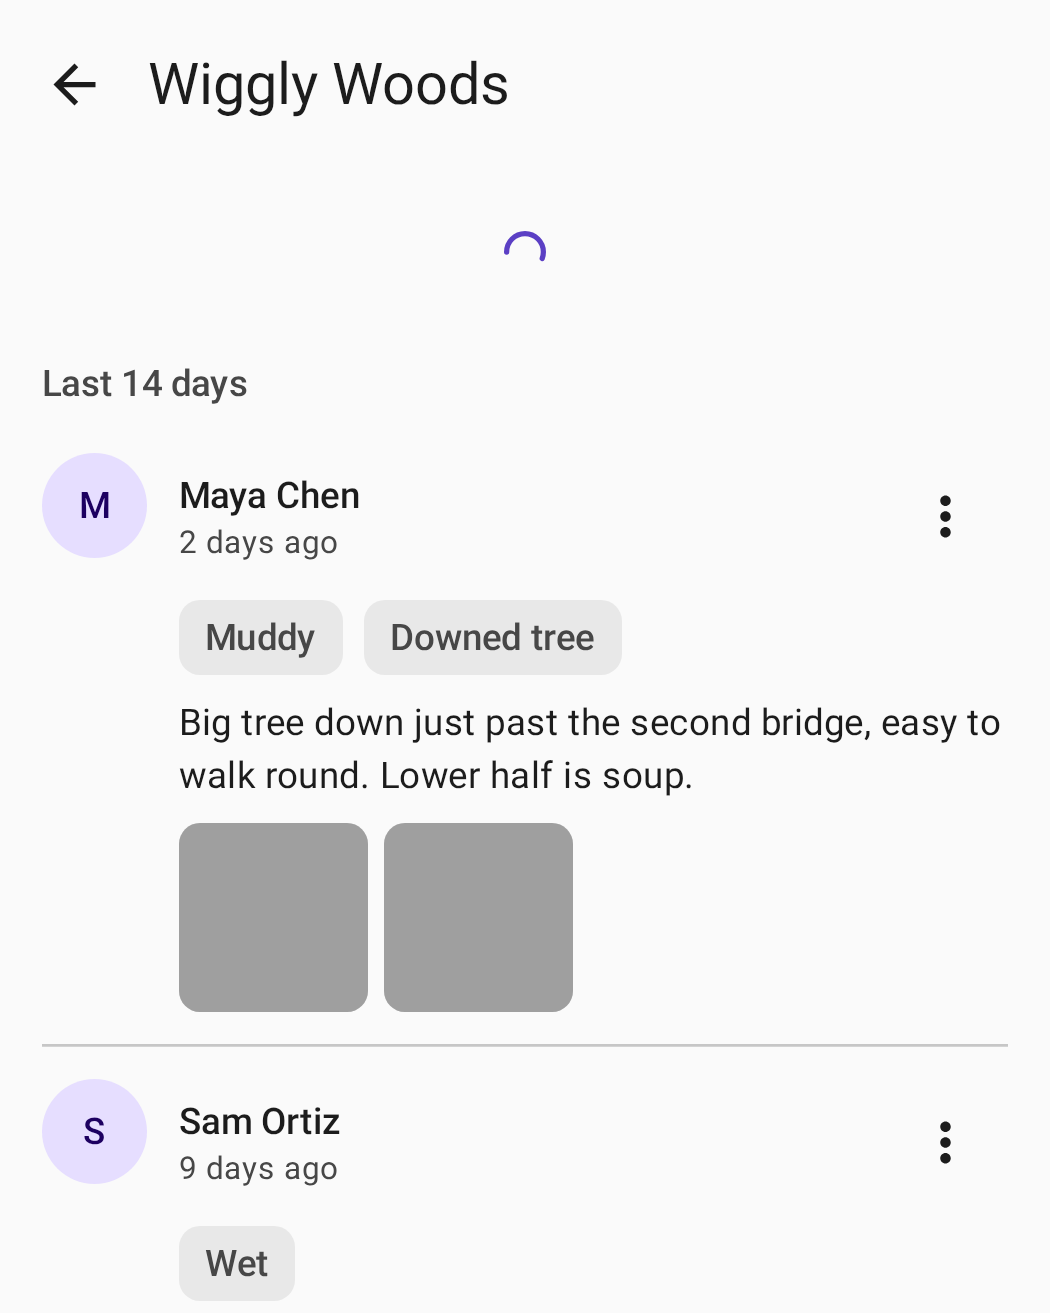 Wiggly Woods
Last 14 days
M
Maya Chen
2 days ago
Muddy
Downed tree
Big tree down just past the second bridge, easy to
walk round. Lower half is soup.
S
Sam Ortiz
9 days ago
Wet